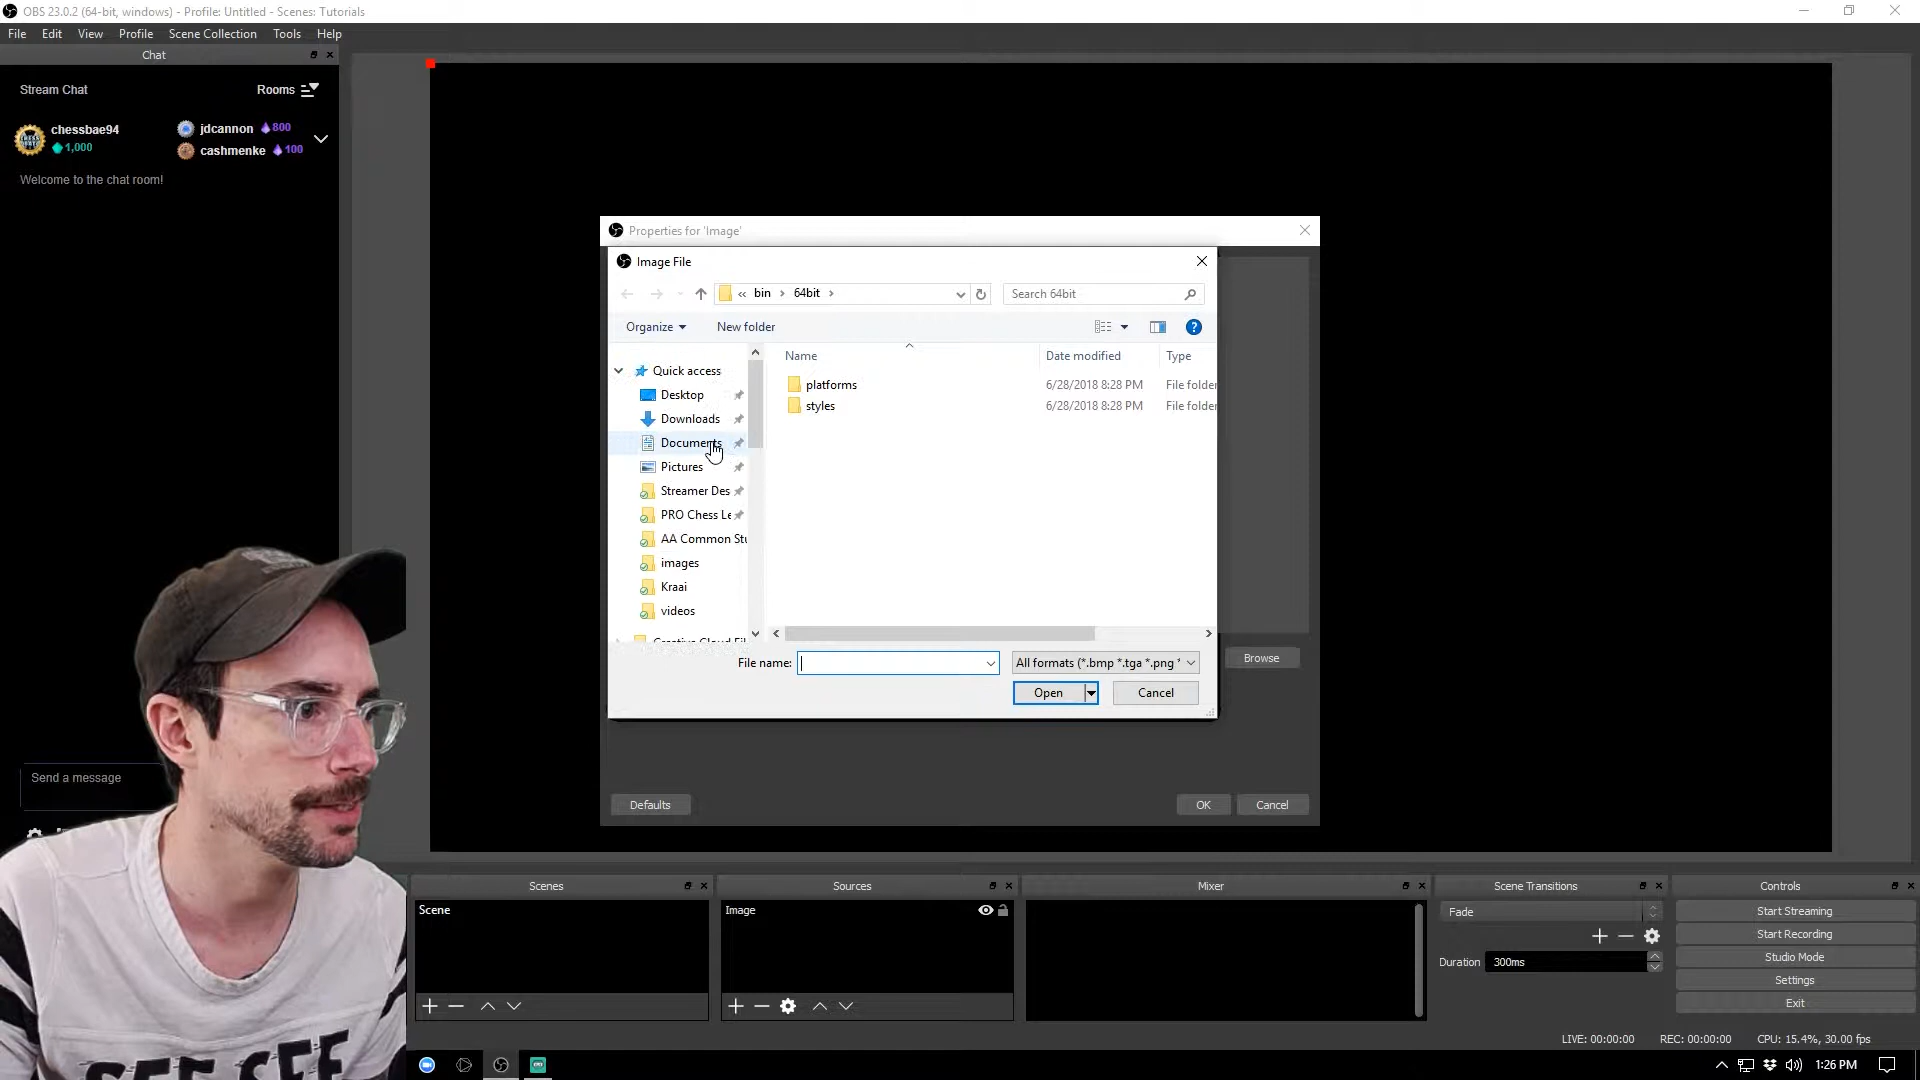 OBS 23.0.2 (64-bit, windows) - Profile: Untitled - Scenes: Tutorials
File Edit View Profile Scene Collection Tools Help
Chat
Stream Chat Rooms
chessbae94
1,000
jdcannon 800
cashmenke 100
Welcome to the chat room!
Send a message
Properties for 'Image'
Image File
« bin › 64bit ›
Search 64bit
Organize New folder
Quick access
Desktop
Downloads
Documents
Pictures
Streamer Des
PRO Chess Le
AA Common Stu
images
Kraai
videos
Creative Cloud Fil
Name Date modified Type
platforms 6/28/2018 8:28 PM File folder
styles 6/28/2018 8:28 PM File folder
File name:
All formats (*.bmp *.tga *.png *
Open Cancel
Browse
Defaults OK Cancel
Scenes
Scene
Sources
Image
Mixer
Scene Transitions
Fade
Duration 300ms
Controls
Start Streaming
Start Recording
Studio Mode
Settings
Exit
LIVE: 00:00:00 REC: 00:00:00 CPU: 15.4%, 30.00 fps
1:26 PM